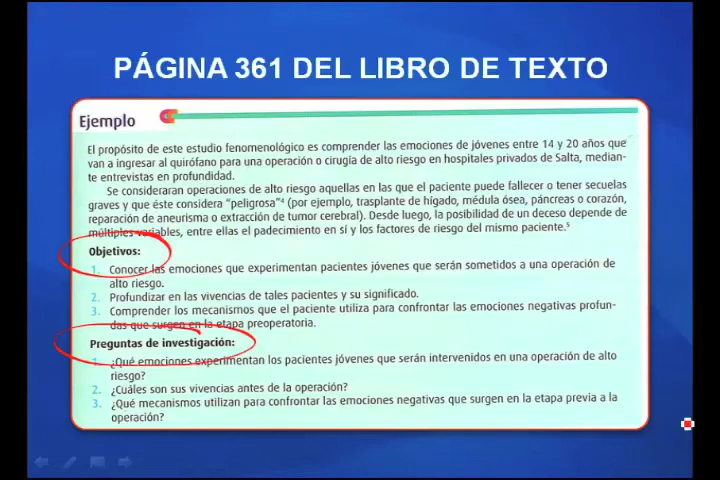 PÁGINA 361 DEL LIBRO DE TEXTO
Ejemplo
El propósito de este estudio fenomenológico es comprender las emociones de jóvenes entre 14 y 20 años que
van a ingresar al quirófano para una operación o cirugía de alto riesgo en hospitales privados de Salta, median-
te entrevistas en profundidad.
Se consideraran operaciones de alto riesgo aquellas en las que el paciente puede fallecer o tener secuelas
graves y que éste considera “peligrosa”⁴ (por ejemplo, trasplante de hígado, médula ósea, páncreas o corazón,
reparación de aneurisma o extracción de tumor cerebral). Desde luego, la posibilidad de un deceso depende de
múltiples variables, entre ellas el padecimiento en sí y los factores de riesgo del mismo paciente.⁵
Objetivos:
1. Conocer las emociones que experimentan pacientes jóvenes que serán sometidos a una operación de
alto riesgo.
2. Profundizar en las vivencias de tales pacientes y su significado.
3. Comprender los mecanismos que el paciente utiliza para confrontar las emociones negativas profun-
das que surgen en la etapa preoperatoria.
Preguntas de investigación:
1. ¿Qué emociones experimentan los pacientes jóvenes que serán intervenidos en una operación de alto
riesgo?
2. ¿Cuáles son sus vivencias antes de la operación?
3. ¿Qué mecanismos utilizan para confrontar las emociones negativas que surgen en la etapa previa a la
operación?